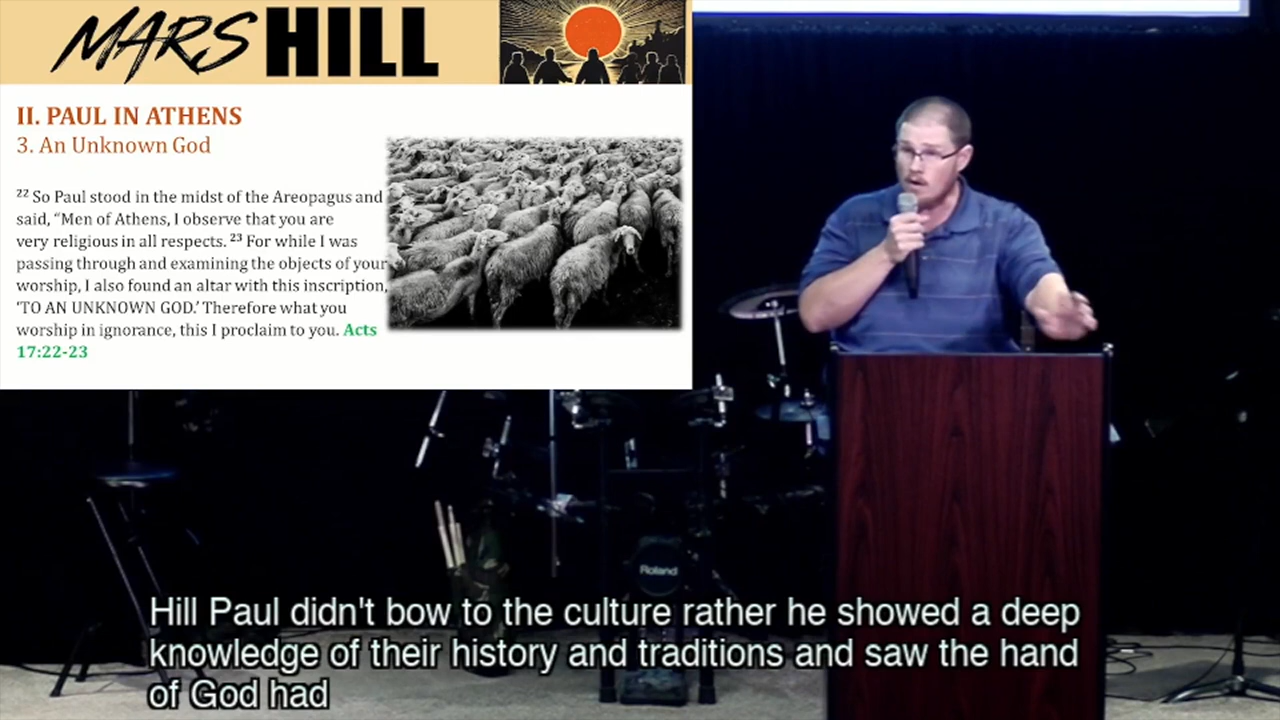 MARS HILL
II. PAUL IN ATHENS
3. An Unknown God
22 So Paul stood in the midst of the Areopagus and
said, “Men of Athens, I observe that you are
very religious in all respects. 23 For while I was
passing through and examining the objects of your
worship, I also found an altar with this inscription,
‘TO AN UNKNOWN GOD.’ Therefore what you
worship in ignorance, this I proclaim to you. Acts
17:22-23
Roland
Hill Paul didn't bow to the culture rather he showed a deep
knowledge of their history and traditions and saw the hand
of God had